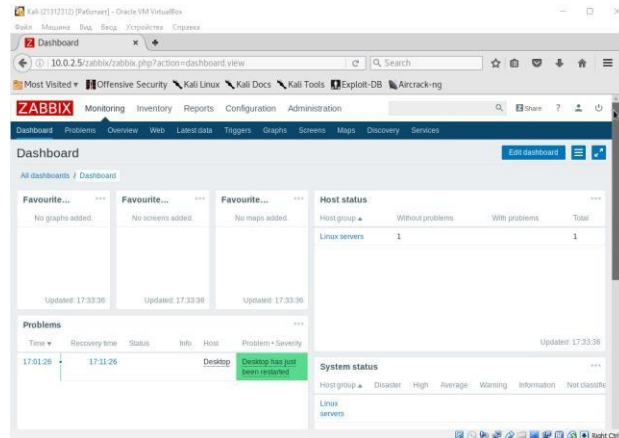 Kali (21312312) [Работает] - Oracle VM VirtualBox
Файл Машина Вид Ввод Устройства Справка
Dashboard
10.0.2.5/zabbix/zabbix.php?action=dashboard.view
Search
Most Visited Offensive Security Kali Linux Kali Docs Kali Tools Exploit-DB Aircrack-ng
ZABBIX Monitoring Inventory Reports Configuration Administration Share ?
Dashboard Problems Overview Web Latest data Triggers Graphs Screens Maps Discovery Services
Dashboard Edit dashboard
All dashboards / Dashboard
Favourite... Favourite... Favourite... Host status
No graphs added. No screens added. No maps added. Host group Without problems With problems Total
Linux servers 1 1
Updated: 17:33:36 Updated: 17:33:36 Updated: 17:33:36
Problems
Time Recovery time Status Info Host Problem • Severity
Updated: 17:33:36
17:01:26 17:11:26 Desktop Desktop has just
been restarted
System status
Host group Disaster High Average Warning Information Not classifie
Linux
servers
Right Ctrl